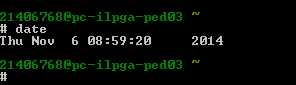 21406768@pc-ilpga-ped03 ~
# date
Thu Nov  6 08:59:20     2014

21406768@pc-ilpga-ped03 ~
#